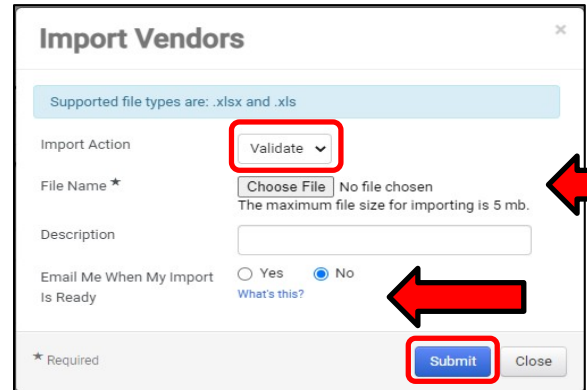 Import Vendors
×
Supported file types are: .xlsx and .xls
Import Action
Validate
File Name ★
Choose File No file chosen
The maximum file size for importing is 5 mb.
Description
Email Me When My Import
Is Ready
Yes No
What's this?
★ Required
Submit Close